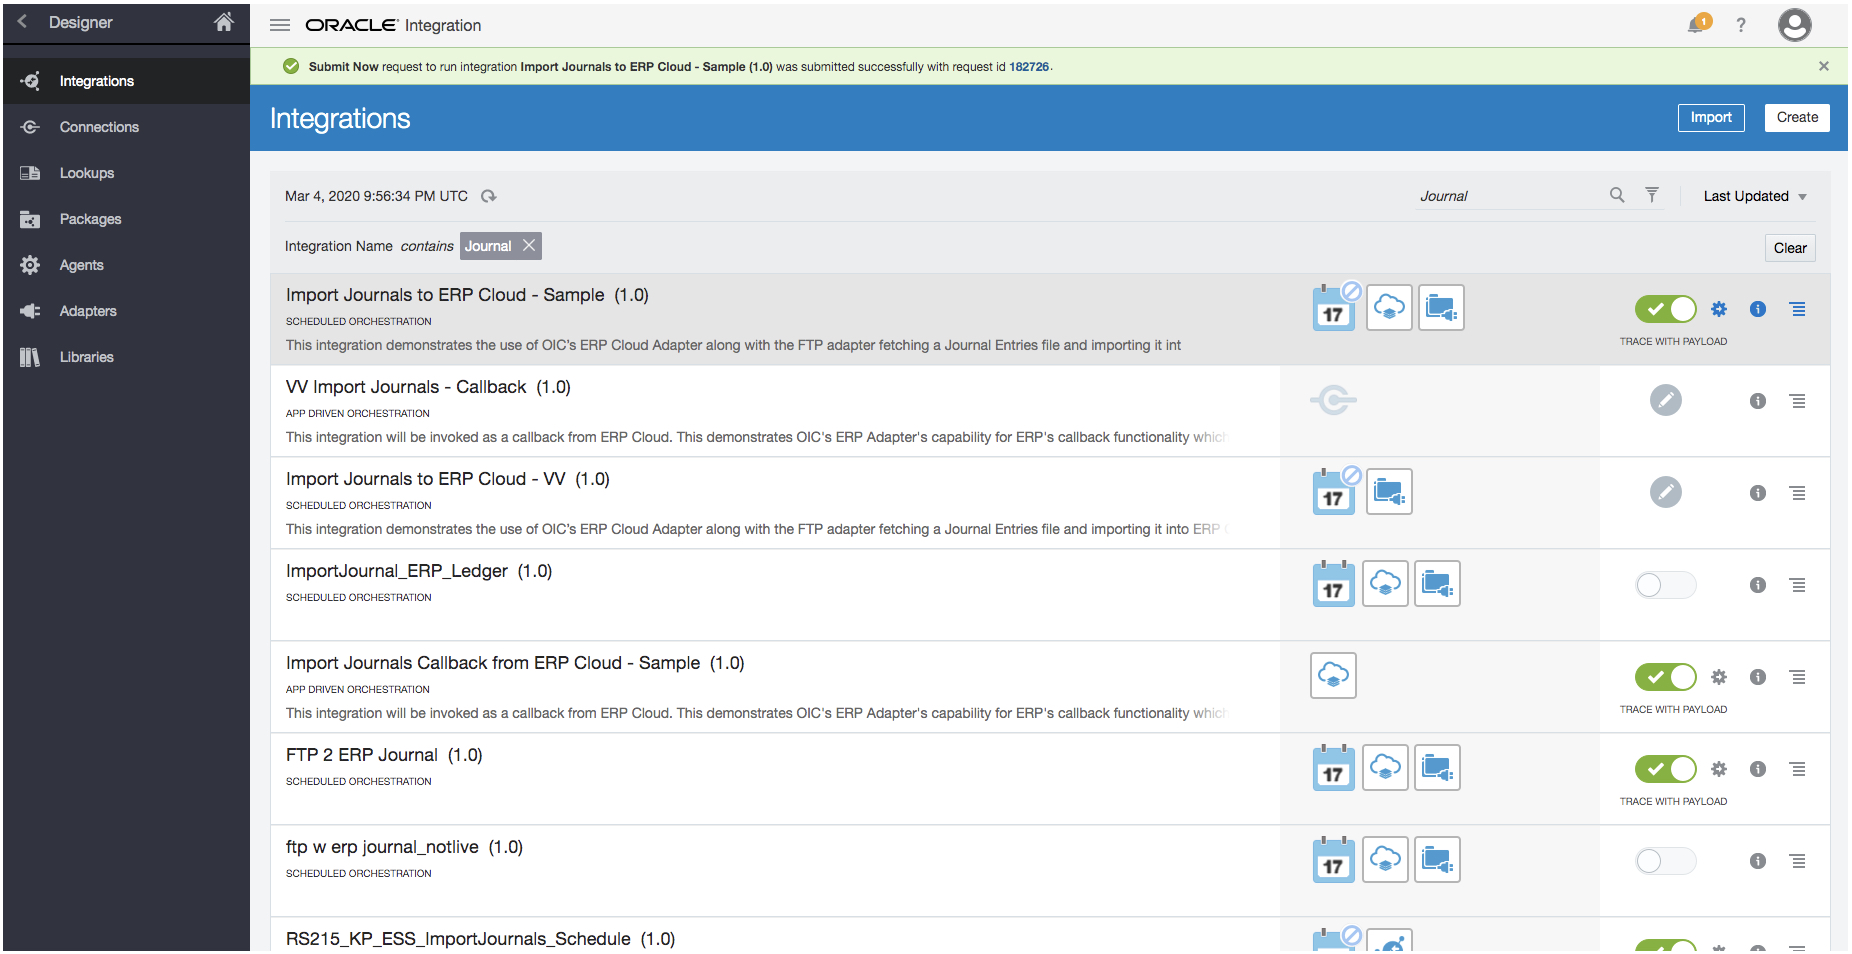 Designer
ORACLE® Integration
1
?
Submit Now request to run integration Import Journals to ERP Cloud - Sample (1.0) was submitted successfully with request id 182726.
Integrations
Connections
Lookups
Packages
Agents
Adapters
Libraries
Integrations
Import
Create
Mar 4, 2020 9:56:34 PM UTC
Journal
Last Updated
Integration Name contains Journal
Clear
Import Journals to ERP Cloud - Sample (1.0)
SCHEDULED ORCHESTRATION
This integration demonstrates the use of OIC's ERP Cloud Adapter along with the FTP adapter fetching a Journal Entries file and importing it int
17
TRACE WITH PAYLOAD
VV Import Journals - Callback (1.0)
APP DRIVEN ORCHESTRATION
This integration will be invoked as a callback from ERP Cloud. This demonstrates OIC's ERP Adapter's capability for ERP's callback functionality which
Import Journals to ERP Cloud - VV (1.0)
SCHEDULED ORCHESTRATION
This integration demonstrates the use of OIC's ERP Cloud Adapter along with the FTP adapter fetching a Journal Entries file and importing it into ERP
17
ImportJournal_ERP_Ledger (1.0)
SCHEDULED ORCHESTRATION
17
Import Journals Callback from ERP Cloud - Sample (1.0)
APP DRIVEN ORCHESTRATION
This integration will be invoked as a callback from ERP Cloud. This demonstrates OIC's ERP Adapter's capability for ERP's callback functionality which
TRACE WITH PAYLOAD
FTP 2 ERP Journal (1.0)
SCHEDULED ORCHESTRATION
17
TRACE WITH PAYLOAD
ftp w erp journal_notlive (1.0)
SCHEDULED ORCHESTRATION
17
RS215_KP_ESS_ImportJournals_Schedule (1.0)